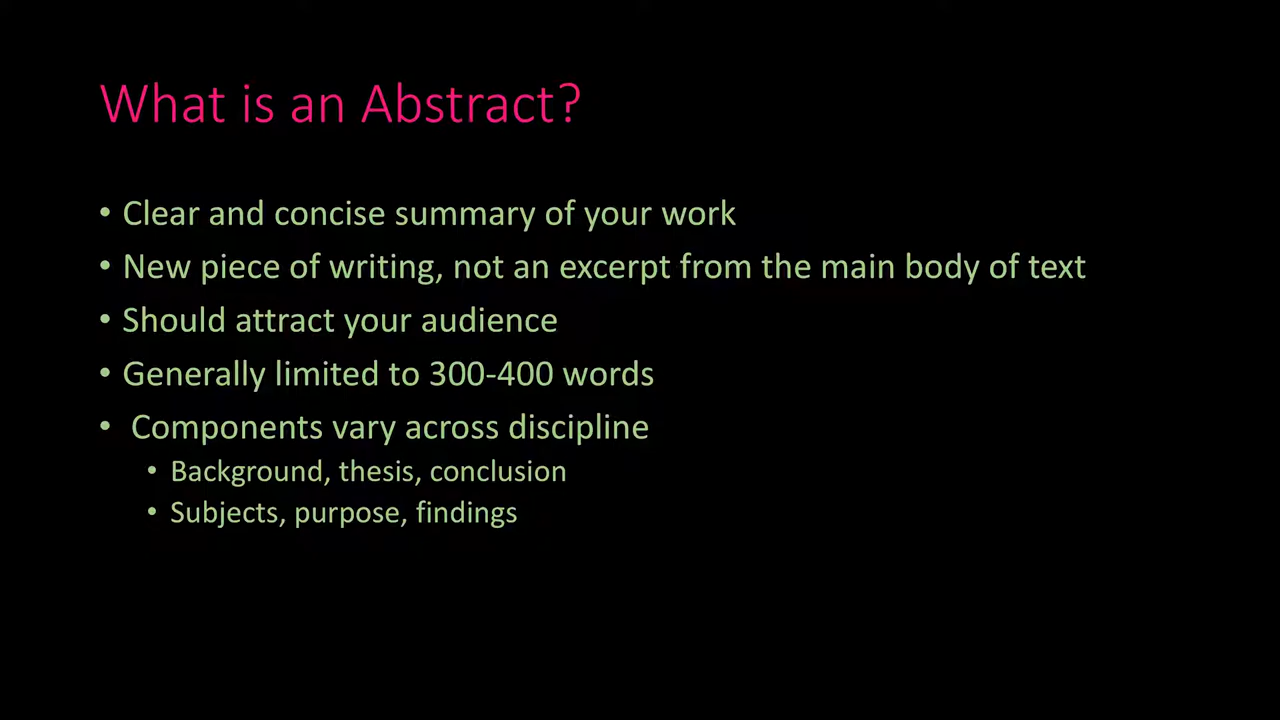 What is an Abstract?
• Clear and concise summary of your work
• New piece of writing, not an excerpt from the main body of text
• Should attract your audience
• Generally limited to 300-400 words
• Components vary across discipline
• Background, thesis, conclusion
• Subjects, purpose, findings